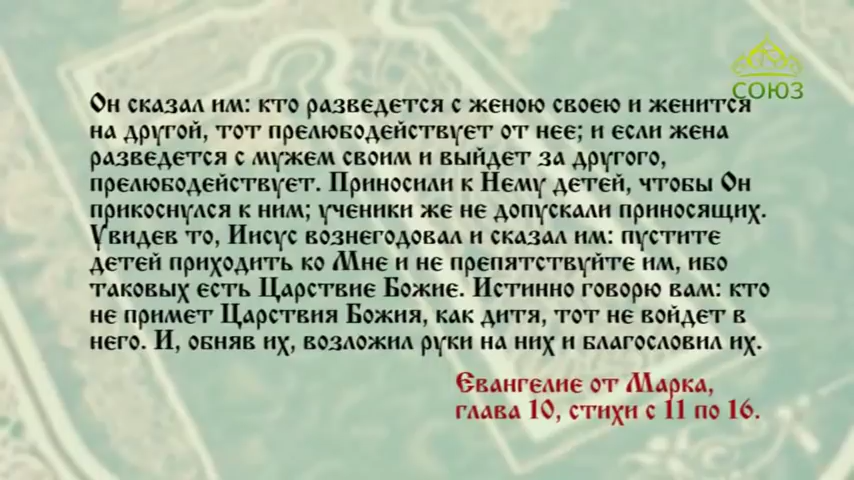 СОЮЗ
Он сказал им: кто разведется с женою своею и женится
на другой, тот прелюбодействует от нее; и если жена
разведется с мужем своим и выйдет за другого,
прелюбодействует. Приносили к Нему детей, чтобы Он
прикоснулся к ним; ученики же не допускали приносящих.
Увидев то, Иисус вознегодовал и сказал им: пустите
детей приходить ко Мне и не препятствуйте им, ибо
таковых есть Царствие Божие. Истинно говорю вам: кто
не примет Царствия Божия, как дитя, тот не войдет в
него. И, обняв их, возложил руки на них и благословил их.
Евангелие от Марка,
глава 10, стихи с 11 по 16.